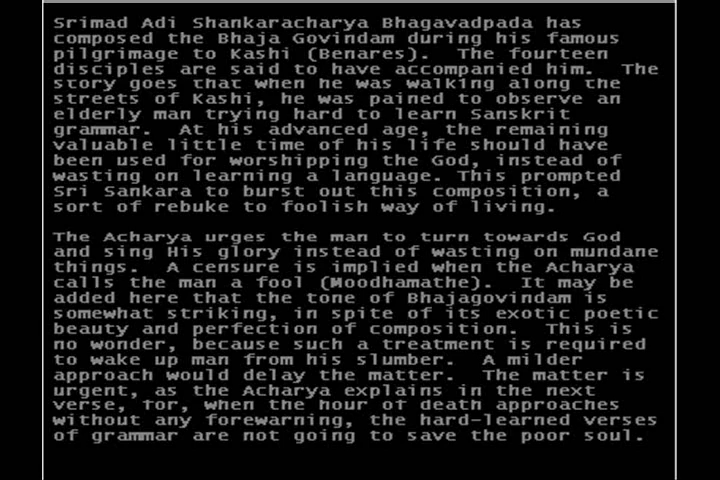 Srimad Adi Shankaracharya Bhagavadpada has
composed the Bhaja Govindam during his famous
pilgrimage to Kashi (Benares). The fourteen
disciples are said to have accompanied him. The
story goes that when he was walking along the
streets of Kashi, he was pained to observe an
elderly man trying hard to learn Sanskrit
grammar. At his advanced age, the remaining
valuable little time of his life should have
been used for worshipping the God, instead of
wasting on learning a language. This prompted
Sri Sankara to burst out this composition, a
sort of rebuke to foolish way of living.
The Acharya urges the man to turn towards God
and sing His glory instead of wasting on mundane
things. A censure is implied when the Acharya
calls the man a fool (Moodhamathe). It may be
added here that the tone of Bhajagovindam is
somewhat striking, in spite of its exotic poetic
beauty and perfection of composition. This is
no wonder, because such a treatment is required
to wake up man from his slumber. A milder
approach would delay the matter. The matter is
urgent, as the Acharya explains in the next
verse, for, when the hour of death approaches
without any forewarning, the hard-learned verses
of grammar are not going to save the poor soul.